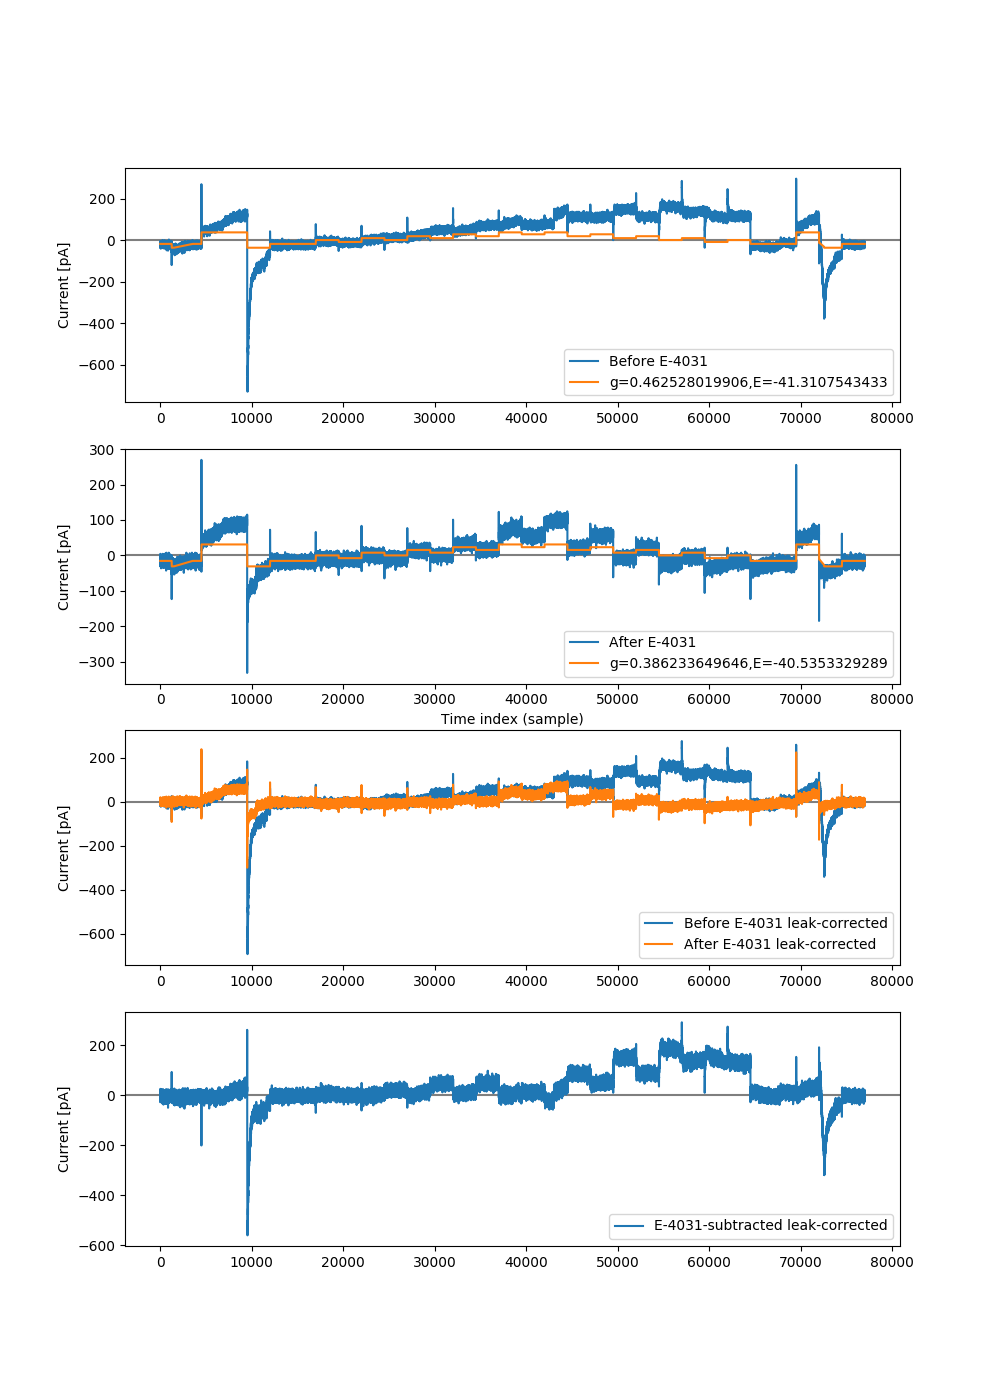 200
0
−200
−400
−600
Current [pA]
Before E-4031
g=0.462528019906,E=-41.3107543433
0 10000 20000 30000 40000 50000 60000 70000 80000
300
200
100
0
−100
−200
−300
Current [pA]
After E-4031
g=0.386233649646,E=-40.5353329289
0 10000 20000 30000 40000 50000 60000 70000 80000
Time index (sample)
200
0
−200
−400
−600
Current [pA]
Before E-4031 leak-corrected
After E-4031 leak-corrected
0 10000 20000 30000 40000 50000 60000 70000 80000
200
0
−200
−400
−600
Current [pA]
E-4031-subtracted leak-corrected
0 10000 20000 30000 40000 50000 60000 70000 80000